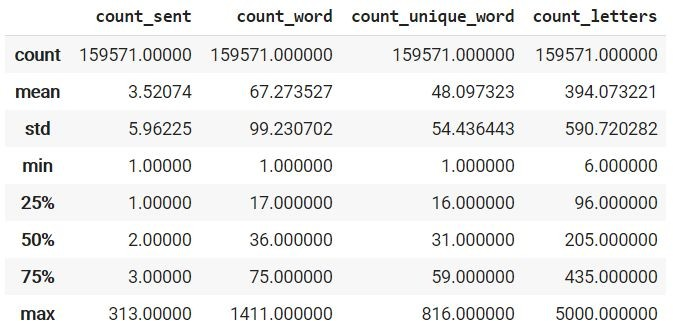 count_sent count_word count_unique_word count_letters
count 159571.00000 159571.000000 159571.000000 159571.000000
mean 3.52074 67.273527 48.097323 394.073221
std 5.96225 99.230702 54.436443 590.720282
min 1.00000 1.000000 1.000000 6.000000
25% 1.00000 17.000000 16.000000 96.000000
50% 2.00000 36.000000 31.000000 205.000000
75% 3.00000 75.000000 59.000000 435.000000
max 313.00000 1411.000000 816.000000 5000.000000